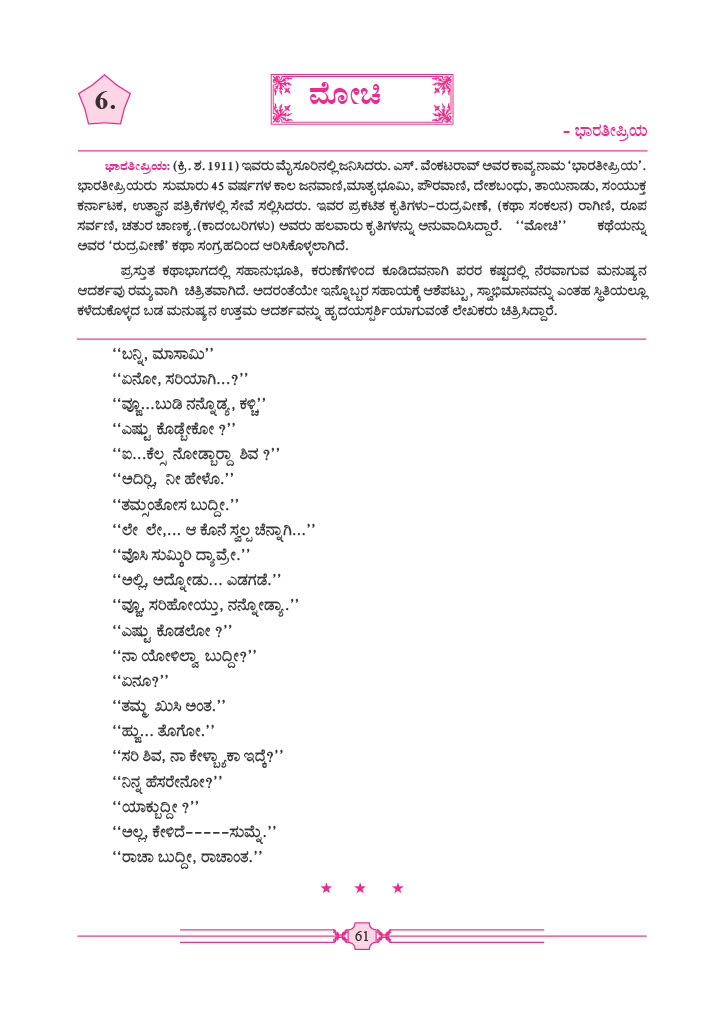 6.
ಮೋಚಿ
– ಭಾರತೀಪ್ರಿಯ
ಭಾರತೀಪ್ರಿಯ: (ಕ್ರಿ. ಶ. 1911) ಇವರು ಮೈಸೂರಿನಲ್ಲಿ ಜನಿಸಿದರು. ಎಸ್. ವೆಂಕಟರಾವ್ ಅವರ ಕಾವ್ಯನಾಮ ‘ಭಾರತೀಪ್ರಿಯ’.
ಭಾರತೀಪ್ರಿಯರು ಸುಮಾರು 45 ವರ್ಷಗಳ ಕಾಲ ಜನವಾಣಿ,ಮಾತೃಭೂಮಿ, ಪೌರವಾಣಿ, ದೇಶಬಂಧು, ತಾಯಿನಾಡು, ಸಂಯುಕ್ತ
ಕರ್ನಾಟಕ, ಉತ್ಥಾನ ಪತ್ರಿಕೆಗಳಲ್ಲಿ ಸೇವೆ ಸಲ್ಲಿಸಿದರು. ಇವರ ಪ್ರಕಟಿತ ಕೃತಿಗಳು–ರುದ್ರವೀಣೆ, (ಕಥಾ ಸಂಕಲನ) ರಾಗಿಣಿ, ರೂಪ
ಸರ್ವಣಿ, ಚತುರ ಚಾಣಕ್ಯ.(ಕಾದಂಬರಿಗಳು) ಅವರು ಹಲವಾರು ಕೃತಿಗಳನ್ನು ಅನುವಾದಿಸಿದ್ದಾರೆ. ‘‘ಮೋಚಿ’’ ಕಥೆಯನ್ನು
ಅವರ ‘ರುದ್ರವೀಣೆ’ ಕಥಾ ಸಂಗ್ರಹದಿಂದ ಆರಿಸಿಕೊಳ್ಳಲಾಗಿದೆ.
ಪ್ರಸ್ತುತ ಕಥಾಭಾಗದಲ್ಲಿ ಸಹಾನುಭೂತಿ, ಕರುಣೆಗಳಿಂದ ಕೂಡಿದವನಾಗಿ ಪರರ ಕಷ್ಟದಲ್ಲಿ ನೆರವಾಗುವ ಮನುಷ್ಯನ
ಆದರ್ಶವು ರಮ್ಯವಾಗಿ ಚಿತ್ರಿತವಾಗಿದೆ. ಅದರಂತೆಯೇ ಇನ್ನೊಬ್ಬರ ಸಹಾಯಕ್ಕೆ ಆಶೆಪಟ್ಟು, ಸ್ವಾಭಿಮಾನವನ್ನು ಎಂತಹ ಸ್ಥಿತಿಯಲ್ಲೂ
ಕಳೆದುಕೊಳ್ಳದ ಬಡ ಮನುಷ್ಯನ ಉತ್ತಮ ಆದರ್ಶವನ್ನು ಹೃದಯಸ್ಪರ್ಶಿಯಾಗುವಂತೆ ಲೇಖಕರು ಚಿತ್ರಿಸಿದ್ದಾರೆ.
‘‘ಬನ್ನಿ, ಮಾಸಾಮಿ’’
‘‘ಏನೋ, ಸರಿಯಾಗಿ...?’’
‘‘ವ್ಹೂ...ಬುಡಿ ನನ್ನೊಡ್ಶ, ಕಳ್ಚಿ’’
‘‘ಎಷ್ಟು ಕೊಡ್ಬೇಕೋ ?’’
‘‘ಐ...ಕೆಲ್ಸ ನೋಡ್ಬಾರ್‍ದಾ ಶಿವ ?’’
‘‘ಅದಿರ್‍ಲಿ, ನೀ ಹೇಳೊ.’’
‘‘ತಮ್ಸಂತೋಸ ಬುದ್ದೀ.’’
‘‘ಲೇ ಲೇ,... ಆ ಕೊನೆ ಸ್ವಲ್ಪ ಚೆನ್ನಾಗಿ...’’
‘‘ವೊಸಿ ಸುಮ್ಕಿರಿ ದ್ಯಾವ್ರೇ.’’
‘‘ಅಲ್ಲಿ, ಅದ್ನೋಡು... ಎಡಗಡೆ.’’
‘‘ವ್ಹೂ, ಸರಿಹೋಯ್ತು, ನನ್ನೋಡ್ಯಾ.’’
‘‘ಎಷ್ಟು ಕೊಡಲೋ ?’’
‘‘ನಾ ಯೋಳಿಲ್ವಾ ಬುದ್ದೀ?’’
‘‘ಏನೂ?’’
‘‘ತಮ್ಮ ಖುಸಿ ಅಂತ.’’
‘‘ಹ್ಹು... ತೊಗೋ.’’
‘‘ಸರಿ ಶಿವ, ನಾ ಕೇಳ್ಬ್ಯಾಕಾ ಇದ್ಕೆ?’’
‘‘ನಿನ್ನ ಹೆಸರೇನೋ?’’
‘‘ಯಾಕ್ಬುದ್ದೀ ?’’
‘‘ಅಲ್ಲ, ಕೇಳಿದೆ–––––ಸುಮ್ನೆ.’’
‘‘ರಾಚಾ ಬುದ್ದೀ, ರಾಚಾಂತ.’’
★ ★ ★
61